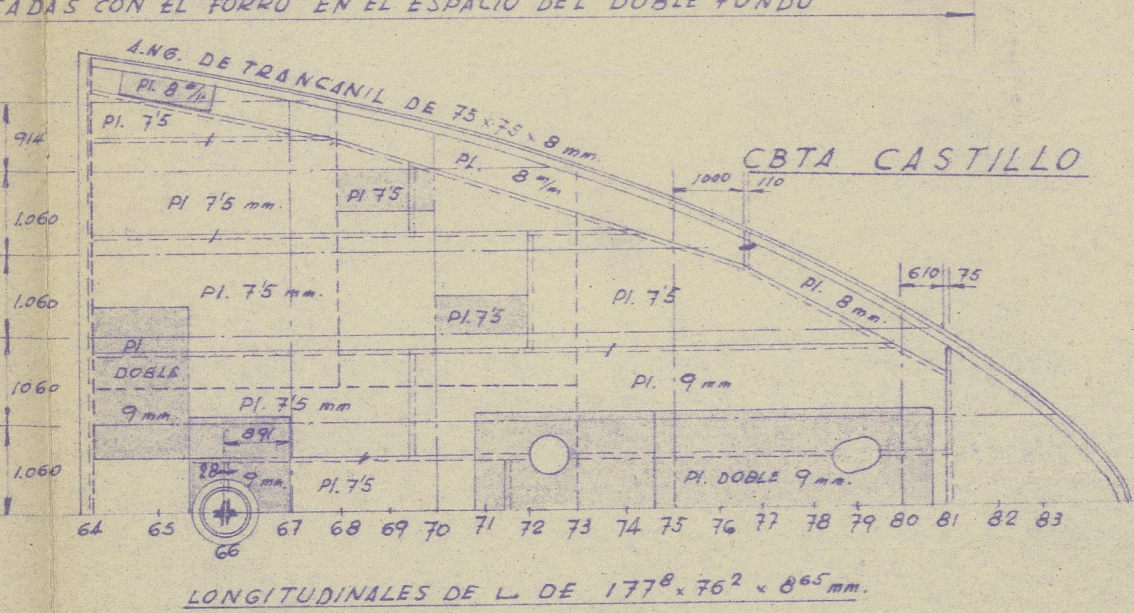 TADAS CON EL FORRO EN EL ESPACIO DEL DOBLE FONDO
ANG. DE TRANCANIL DE 75 x 75 x 8 mm.
Pl. 8 m/m
Pl. 7'5
914
Pl. 8 m/m
CBTA CASTILLO
1000 110
Pl 7'5 mm.
Pl 7'5
1.060
610 75
Pl. 7'5 mm.
Pl. 7'5
Pl. 8 mm.
1.060
Pl. 7'5
Pl.
DOBLE
9 mm.
1060
Pl. 9 mm
Pl. 7'5 mm
891
28
9 mm.
1.060
Pl. 7'5
Pl. DOBLE 9 mm.
64 65 66 67 68 69 70 71 72 73 74 75 76 77 78 79 80 81 82 83
LONGITUDINALES DE L DE 177⁸ x 76² x 8⁶⁵ mm.